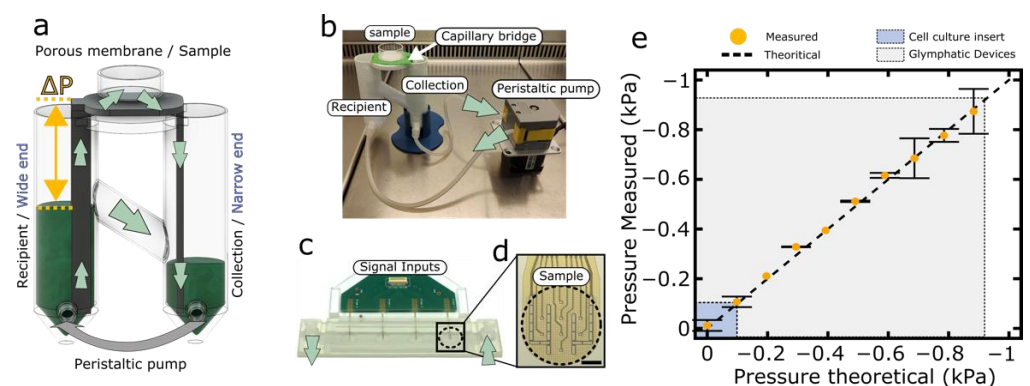 a
Porous membrane / Sample
ΔP
Recipient / Wide end
Collection / Narrow end
Peristaltic pump
b
sample
Capillary bridge
Collection
Peristaltic pump
Recipient
c
Signal Inputs
d
Sample
e
Measured
Theoritical
Cell culture insert
Glymphatic Devices
Pressure Measured (kPa)
−1
−0.8
−0.6
−0.4
−0.2
0
0 −0.2 −0.4 −0.6 −0.8 −1
Pressure theoretical (kPa)